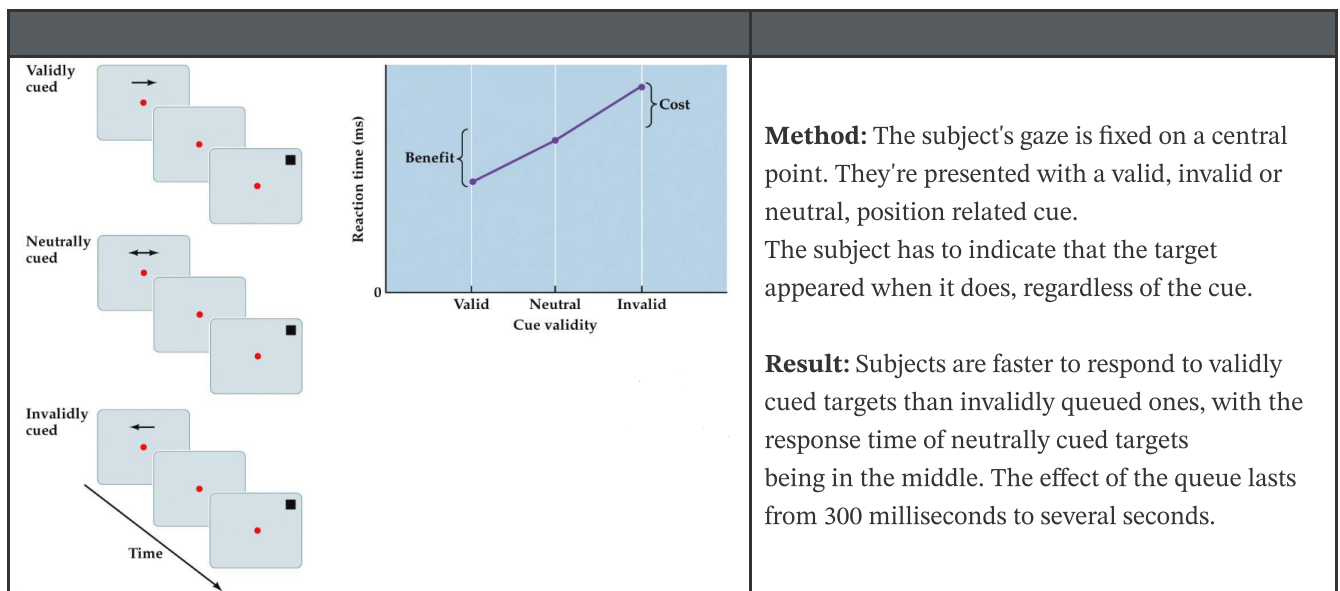 Validly
cued
Neutrally
cued
Invalidly
cued
Time
Reaction time (ms)
Benefit
Cost
0
Valid
Neutral
Invalid
Cue validity
Method: The subject's gaze is fixed on a central
point. They're presented with a valid, invalid or
neutral, position related cue.
The subject has to indicate that the target
appeared when it does, regardless of the cue.
Result: Subjects are faster to respond to validly
cued targets than invalidly queued ones, with the
response time of neutrally cued targets
being in the middle. The effect of the queue lasts
from 300 milliseconds to several seconds.